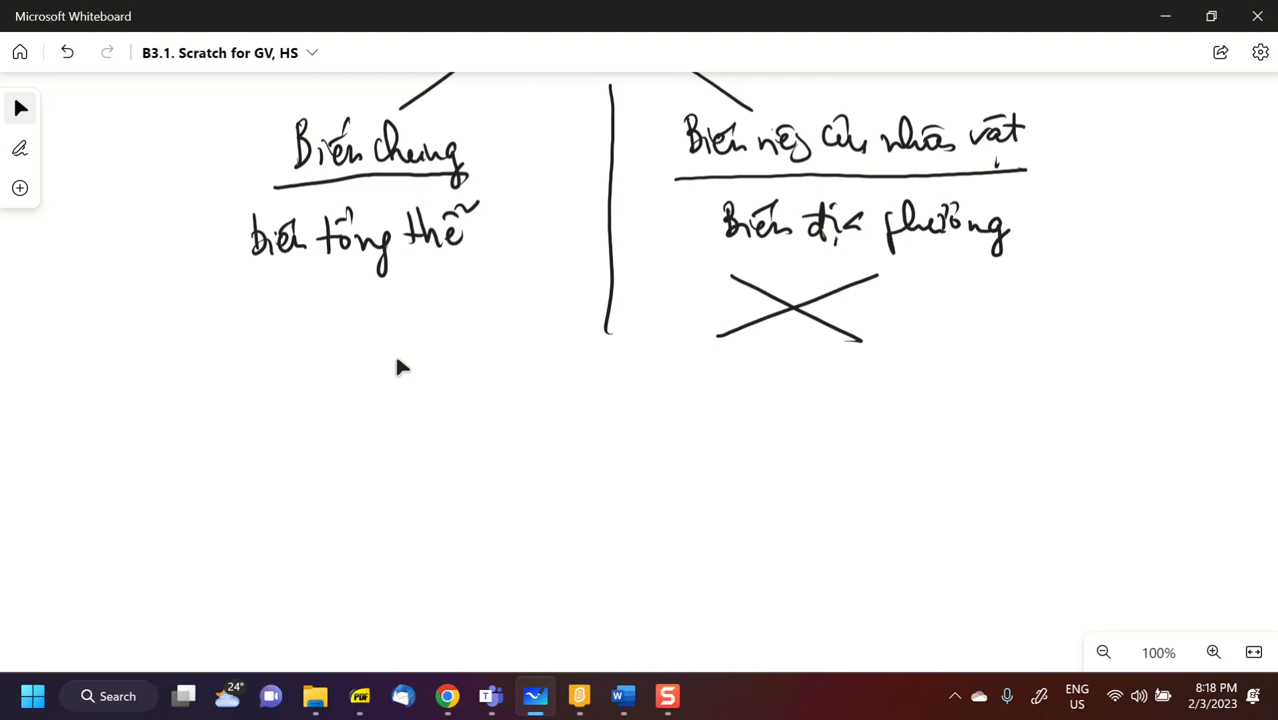 Microsoft Whiteboard
B3.1. Scratch for GV, HS
Biến chung
Biến riêng của nhân vật
biến tổng thể
Biến địa phương
100%
Search
24°
PDF
W
S
ENG
US
8:18 PM
2/3/2023